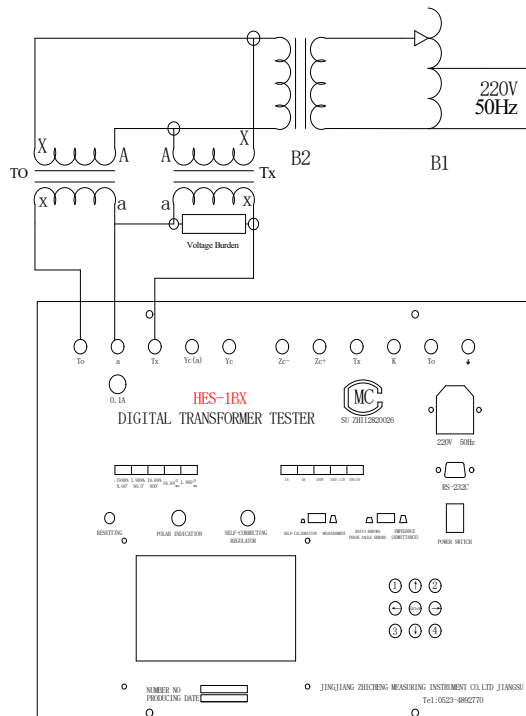 220V
50Hz
X A A X
TO Tx B2 B1
x a a x
Voltage Burden
To a Tx Yc(a) Yc Zc- Zc+ Tx K To
0.1A
HES-1BX
MC
DIGITAL TRANSFORMER TESTER
SU ZHI12820026
220V 50Hz
RS-232C
RESETTING
POLAR INDICATION
SELF-CORRECTING
REGULATOR
SELF-CALIBRATION MEASUREMENT
RATIO ERRORS
PHASE ANGLE ERRORS
IMPEDANCE
(ADMITTANCE)
POWER SWITCH
1 ↑ 2
← →
3 ↓ 4
NUMBER NO
PRODUCING DATE
JINGJIANG ZHICHENG MEASURING INSTRUMENT CO.LTD JIANGSU
Tel:0523-4892770